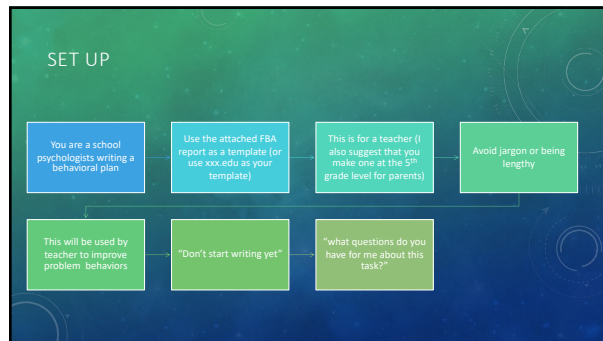 SET UP
You are a school
psychologists writing a
behavioral plan
Use the attached FBA
report as a template (or
use xxx.edu as your
template)
This is for a teacher (I
also suggest that you
make one at the 5th
grade level for parents)
Avoid jargon or being
lengthy
This will be used by
teacher to improve
problem behaviors
"Don't start writing yet"
"what questions do you
have for me about this
task?"